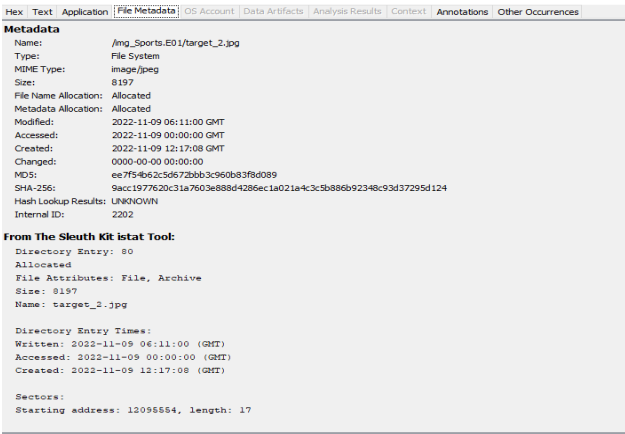 Hex Text Application File Metadata OS Account Data Artifacts Analysis Results Context Annotations Other Occurrences
Metadata
Name: /img_Sports.E01/target_2.jpg
Type: File System
MIME Type: image/jpeg
Size: 8197
File Name Allocation: Allocated
Metadata Allocation: Allocated
Modified: 2022-11-09 06:11:00 GMT
Accessed: 2022-11-09 00:00:00 GMT
Created: 2022-11-09 12:17:08 GMT
Changed: 0000-00-00 00:00:00
MD5: ee7f54b62c5d672bbb3c960b83f8d089
SHA-256: 9acc1977620c31a7603e888d4286ec1a021a4c3c5b886b92348c93d37295d124
Hash Lookup Results: UNKNOWN
Internal ID: 2202
From The Sleuth Kit istat Tool:
Directory Entry: 80
Allocated
File Attributes: File, Archive
Size: 8197
Name: target_2.jpg
Directory Entry Times:
Written: 2022-11-09 06:11:00 (GMT)
Accessed: 2022-11-09 00:00:00 (GMT)
Created: 2022-11-09 12:17:08 (GMT)
Sectors:
Starting address: 12095554, length: 17